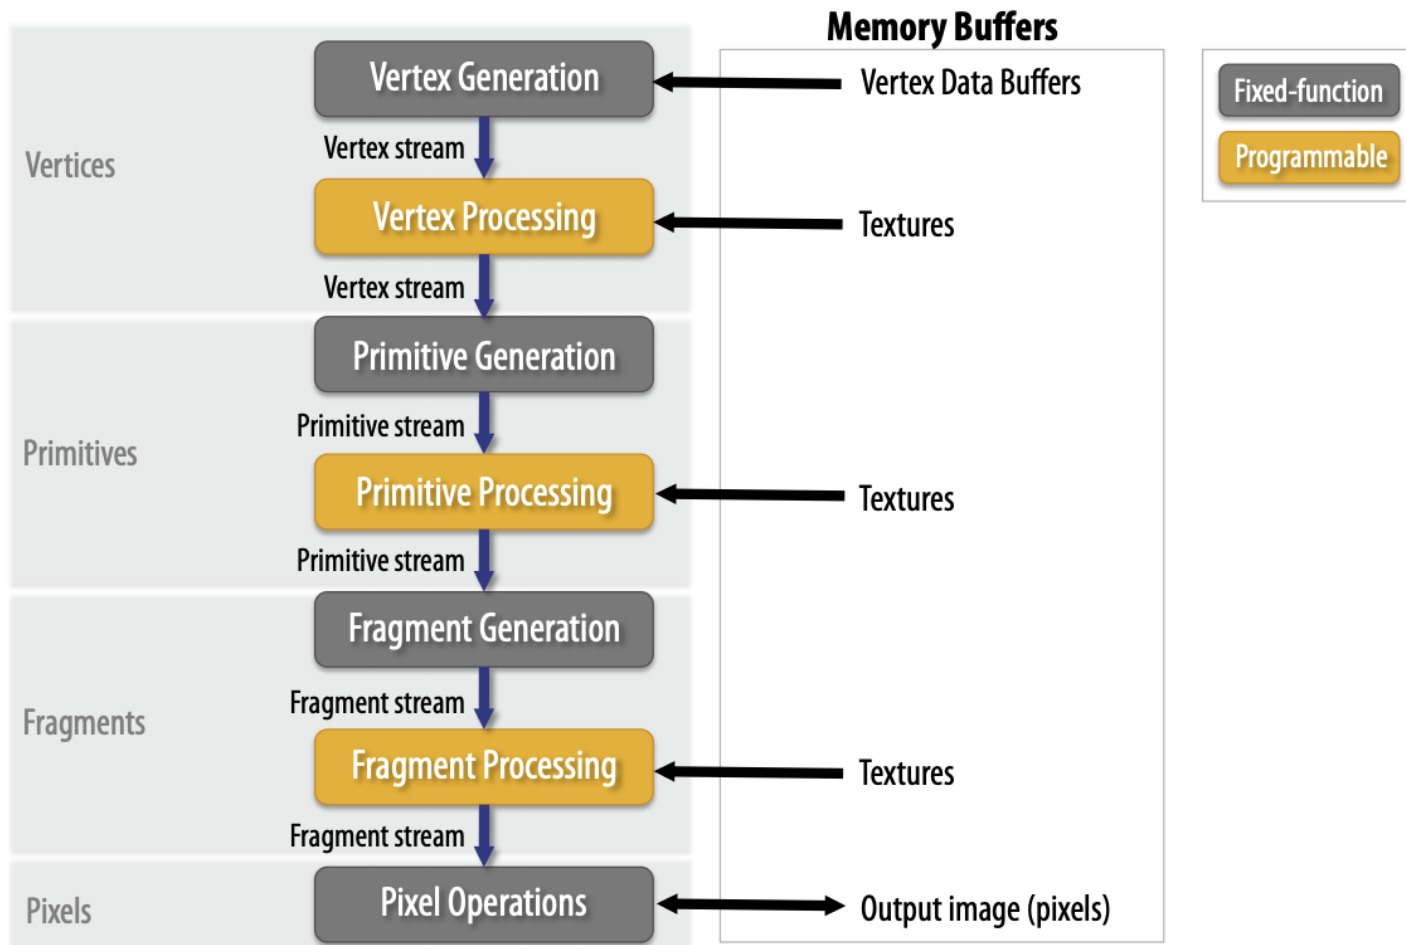 Memory Buffers
Vertex Generation
Vertex Data Buffers
Fixed-function
Vertex stream
Programmable
Vertices
Vertex Processing
Textures
Vertex stream
Primitive Generation
Primitive stream
Primitives
Primitive Processing
Textures
Primitive stream
Fragment Generation
Fragment stream
Fragments
Fragment Processing
Textures
Fragment stream
Pixels
Pixel Operations
Output image (pixels)